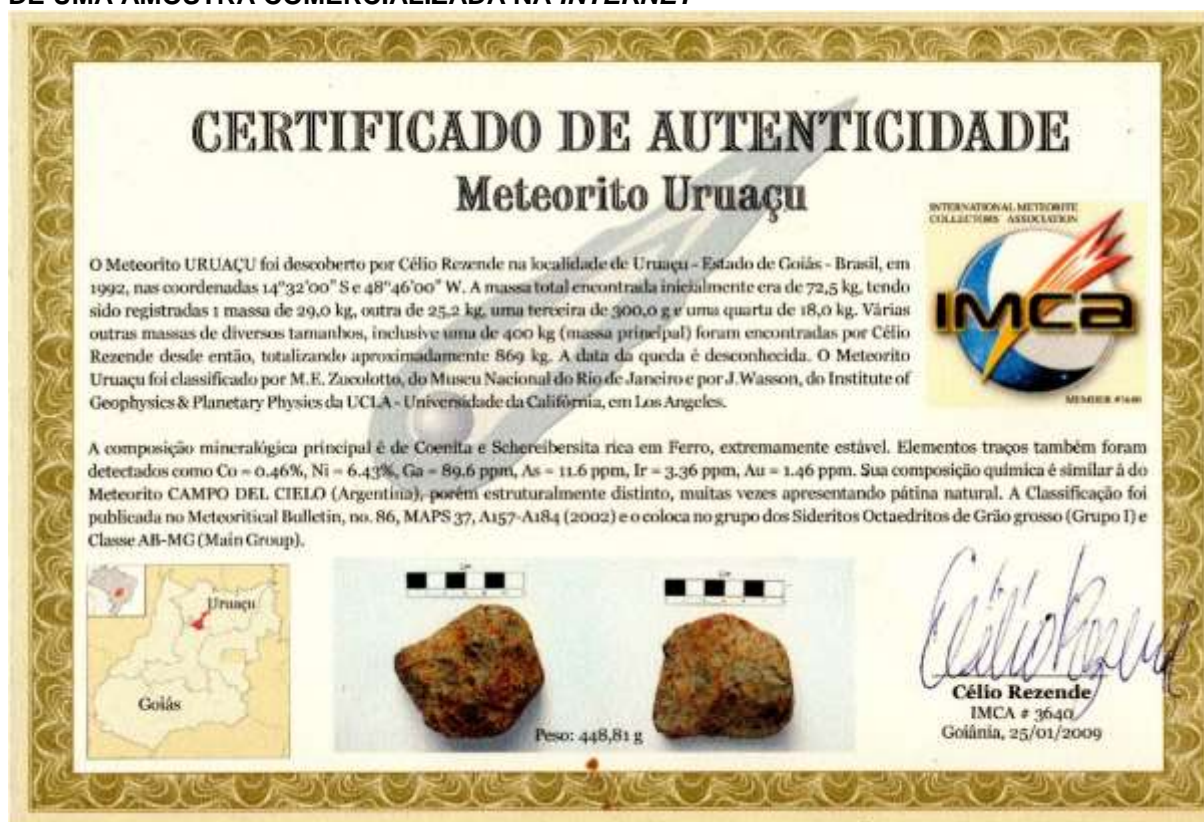 DE UMA AMOSTRA COMERCIALIZADA NA INTERNET
CERTIFICADO DE AUTENTICIDADE
Meteorito Uruaçu
INTERNATIONAL METEORITE
COLLECTORS ASSOCIATION
IMCA
MEMBER #3640
O Meteorito URUAÇU foi descoberto por Célio Rezende na localidade de Uruaçu - Estado de Goiás - Brasil, em
1992, nas coordenadas 14°32'00" S e 48°46'00" W. A massa total encontrada inicialmente era de 72,5 kg, tendo
sido registradas 1 massa de 29,0 kg, outra de 25,2 kg, uma terceira de 300,0 g e uma quarta de 18,0 kg. Várias
outras massas de diversos tamanhos, inclusive uma de 400 kg (massa principal) foram encontradas por Célio
Rezende desde então, totalizando aproximadamente 869 kg. A data da queda é desconhecida. O Meteorito
Uruaçu foi classificado por M.E. Zucolotto, do Museu Nacional do Rio de Janeiro e por J.Wasson, do Institute of
Geophysics & Planetary Physics da UCLA - Universidade da Califórnia, em Los Angeles.
A composição mineralógica principal é de Coenita e Schereibersita rica em Ferro, extremamente estável. Elementos traços também foram
detectados como Co = 0.46%, Ni = 6.43%, Ga = 89.6 ppm, As = 11.6 ppm, Ir = 3.36 ppm, Au = 1.46 ppm. Sua composição química é similar á do
Meteorito CAMPO DEL CIELO (Argentina), porém estruturalmente distinto, muitas vezes apresentando pátina natural. A Classificação foi
publicada no Meteoritical Bulletin, no. 86, MAPS 37, A157-A184 (2002) e o coloca no grupo dos Sideritos Octaedritos de Grão grosso (Grupo I) e
Classe AB-MG (Main Group).
Uruaçu
Goiás
Peso: 448,81 g
Célio Rezende
IMCA # 3640
Goiânia, 25/01/2009